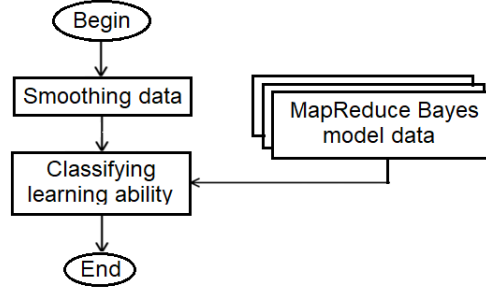 Begin
Smoothing data
MapReduce Bayes
model data
Classifying
learning ability
End